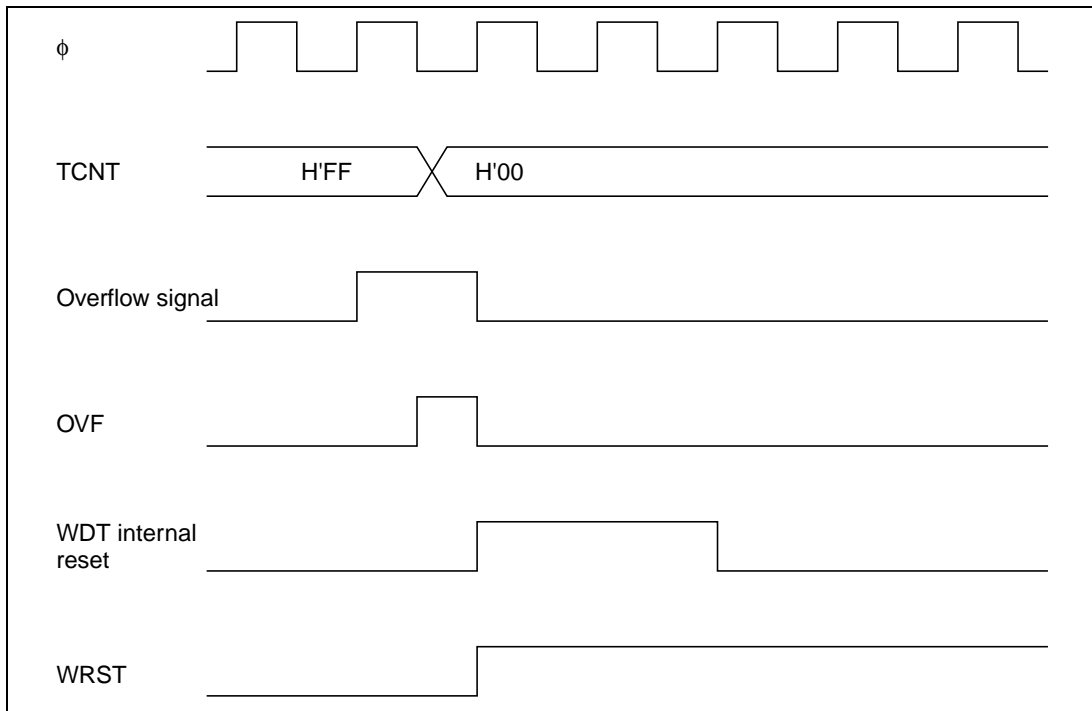 ϕ
TCNT H'FF H'00
Overflow signal
OVF
WDT internal
reset
WRST